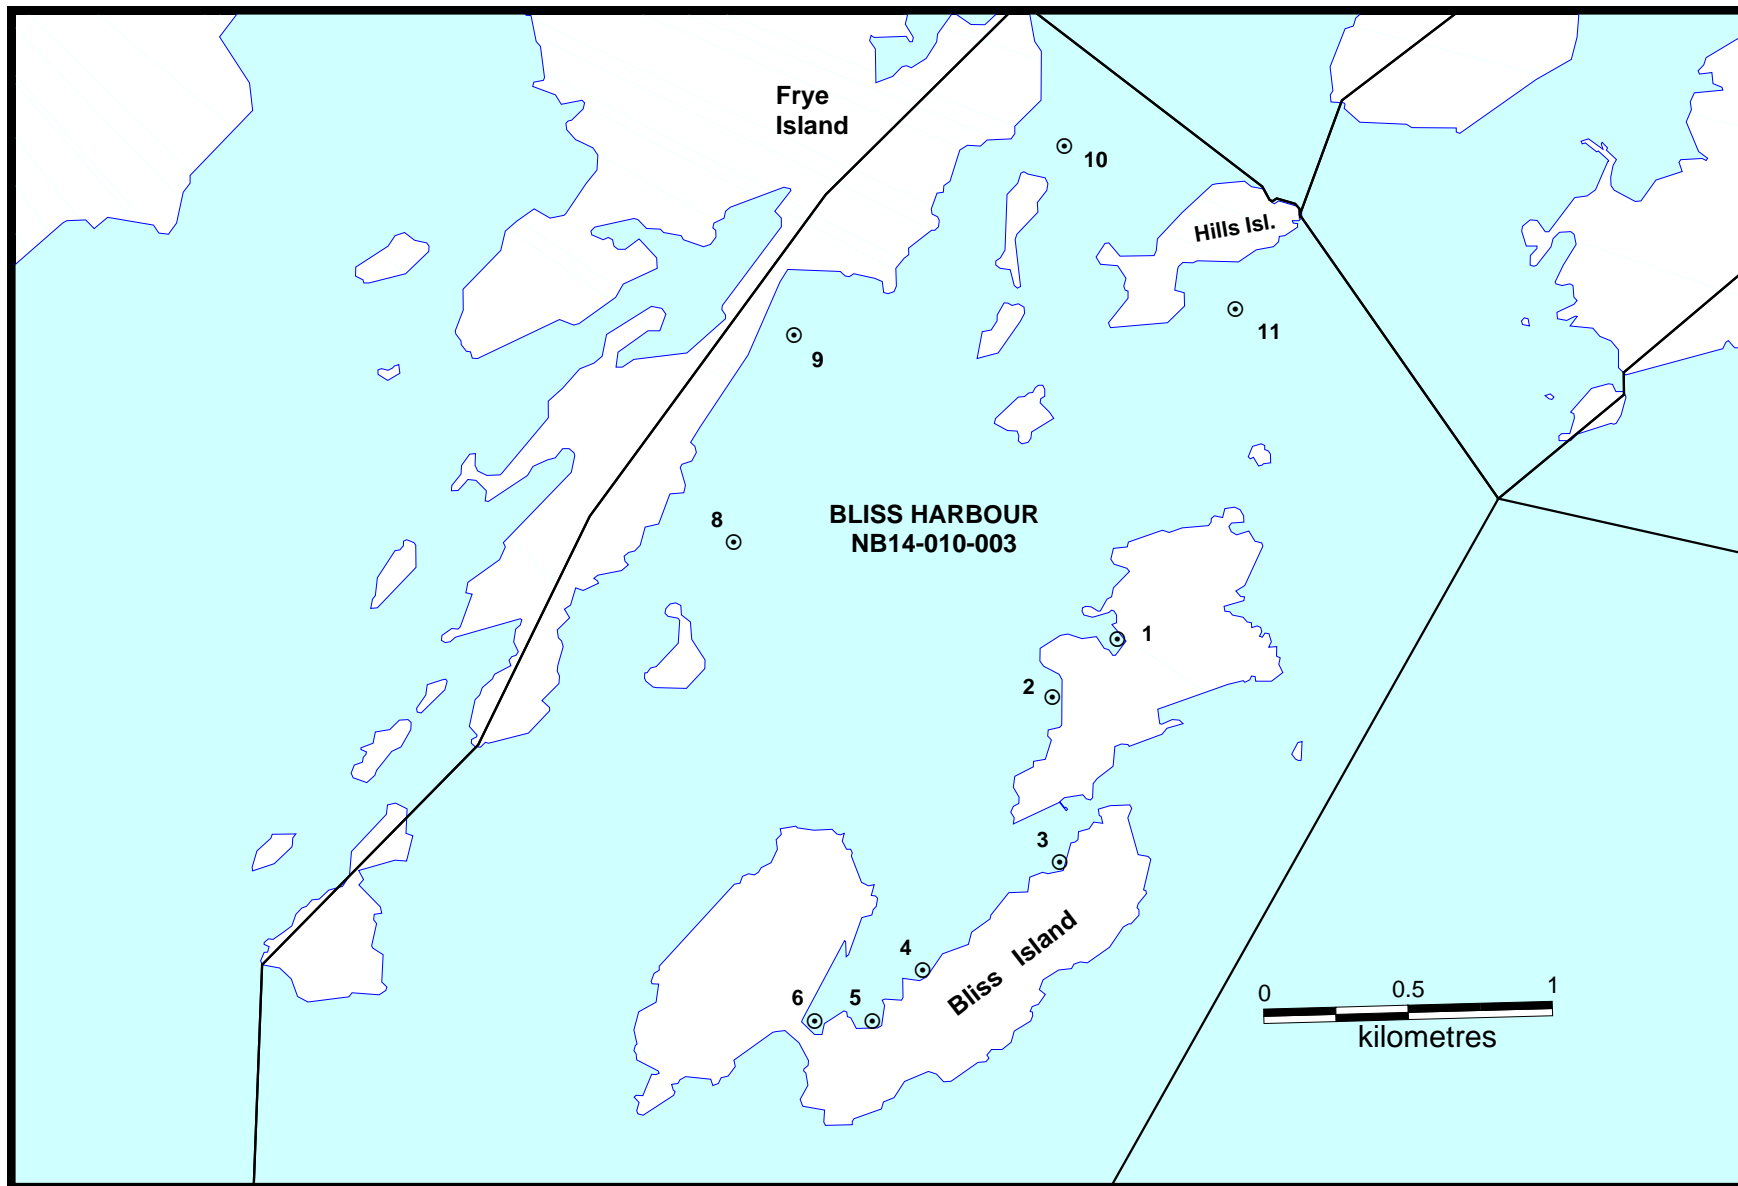 Frye
Island
10
Hills Isl.
11
9
8
BLISS HARBOUR
NB14-010-003
1
2
3
4
Bliss Island
6
5
0
0.5
1
kilometres